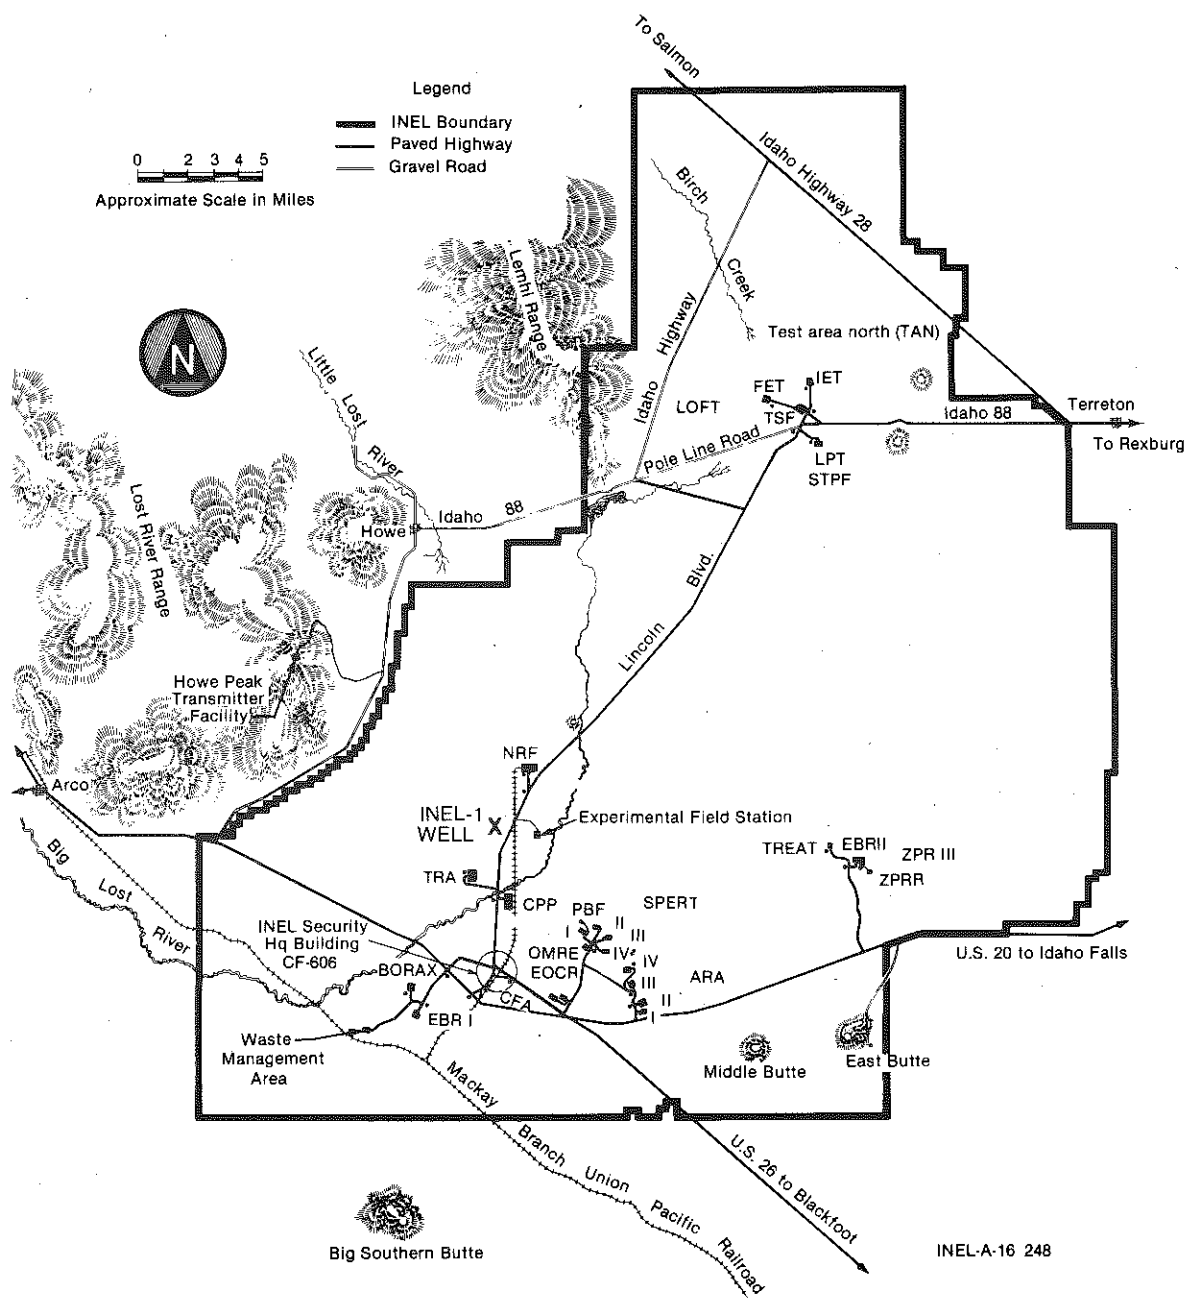 To Salmon
Legend
INEL Boundary
Paved Highway
Gravel Road
0 2 3 4 5
Approximate Scale in Miles
Idaho Highway 28
Birch
Creek
Lemhi Range
N
Little
Lost
River
Idaho
Highway
Test area north (TAN)
FET
IET
LOFT
TSF
Idaho 88
Terreton
To Rexburg
Pole Line Road
LPT
STPF
Lost River Range
Howe
Idaho
88
Lincoln
Blvd.
Howe Peak
Transmitter
Facility
NRF
Arco
INEL-1
WELL
X
Experimental Field Station
TREAT
EBRII
ZPR III
ZPRR
Big
Lost
River
TRA
CPP
SPERT
PBF
I
II
III
IV
INEL Security
Hq Building
CF-606
OMRE
EOCR
IV
III
II
I
ARA
U.S. 20 to Idaho Falls
BORAX
CFA
EBR I
Waste
Management
Area
Middle Butte
East Butte
Mackay
Branch
Union
Pacific
Railroad
U.S. 26 to Blackfoot
Big Southern Butte
INEL-A-16 248